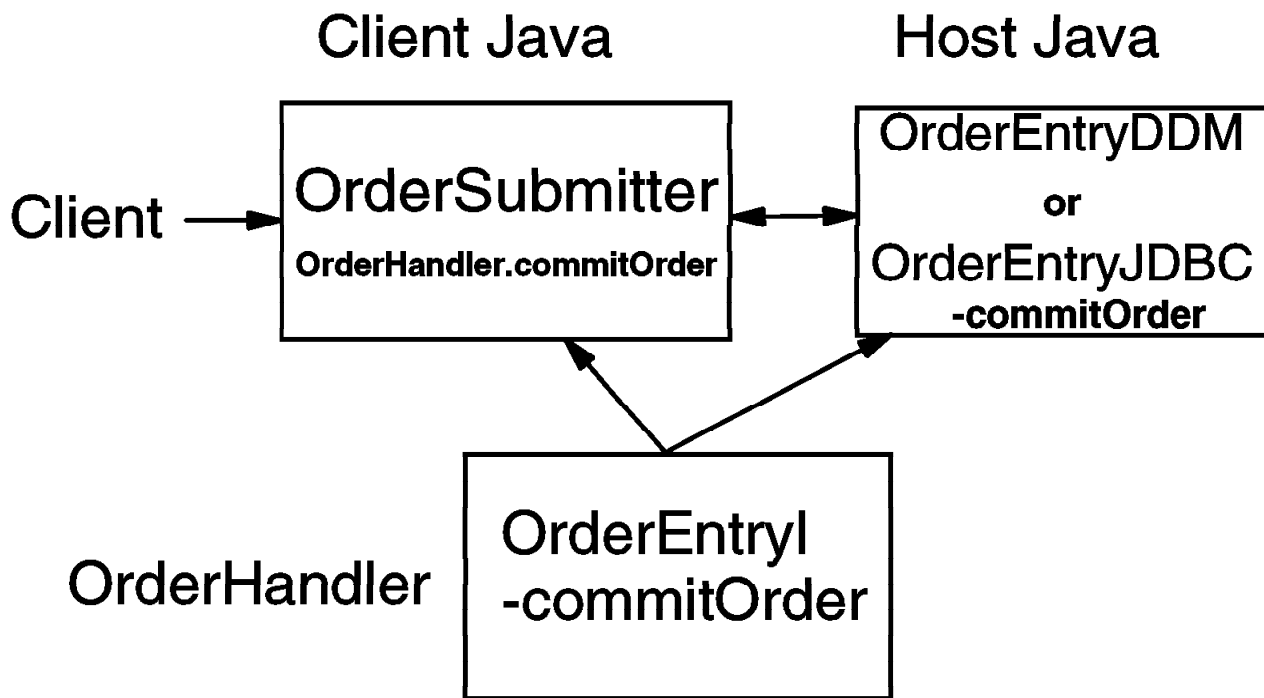 Client Java
Host Java
Client
OrderSubmitter
OrderHandler.commitOrder
OrderEntryDDM
or
OrderEntryJDBC
-commitOrder
OrderHandler
OrderEntryI
-commitOrder